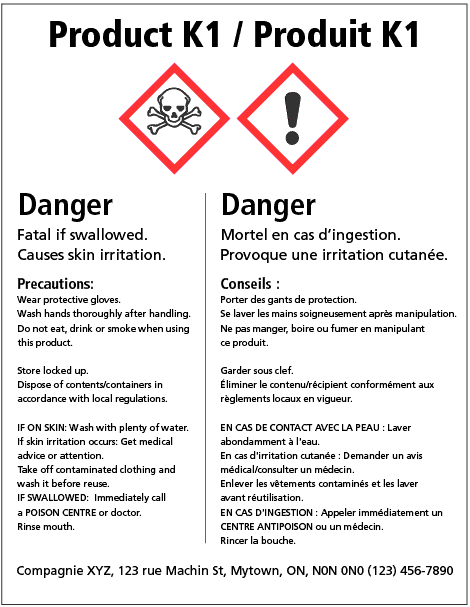 Product K1 / Produit K1
Danger
Fatal if swallowed.
Causes skin irritation.
Precautions:
Wear protective gloves.
Wash hands thoroughly after handling.
Do not eat, drink or smoke when using
this product.
Store locked up.
Dispose of contents/containers in
accordance with local regulations.
IF ON SKIN: Wash with plenty of water.
If skin irritation occurs: Get medical
advice or attention.
Take off contaminated clothing and
wash it before reuse.
IF SWALLOWED:  Immediately call
a POISON CENTRE or doctor.
Rinse mouth.
Danger
Mortel en cas d’ingestion.
Provoque une irritation cutanée.
Conseils :
Porter des gants de protection.
Se laver les mains soigneusement après manipulation.
Ne pas manger, boire ou fumer en manipulant
ce produit.
Garder sous clef.
Éliminer le contenu/récipient conformément aux
règlements locaux en vigueur.
EN CAS DE CONTACT AVEC LA PEAU : Laver
abondamment à l'eau.
En cas d'irritation cutanée : Demander un avis
médical/consulter un médecin.
Enlever les vêtements contaminés et les laver
avant réutilisation.
EN CAS D'INGESTION : Appeler immédiatement un
CENTRE ANTIPOISON ou un médecin.
Rincer la bouche.
Compagnie XYZ, 123 rue Machin St, Mytown, ON, N0N 0N0 (123) 456-7890